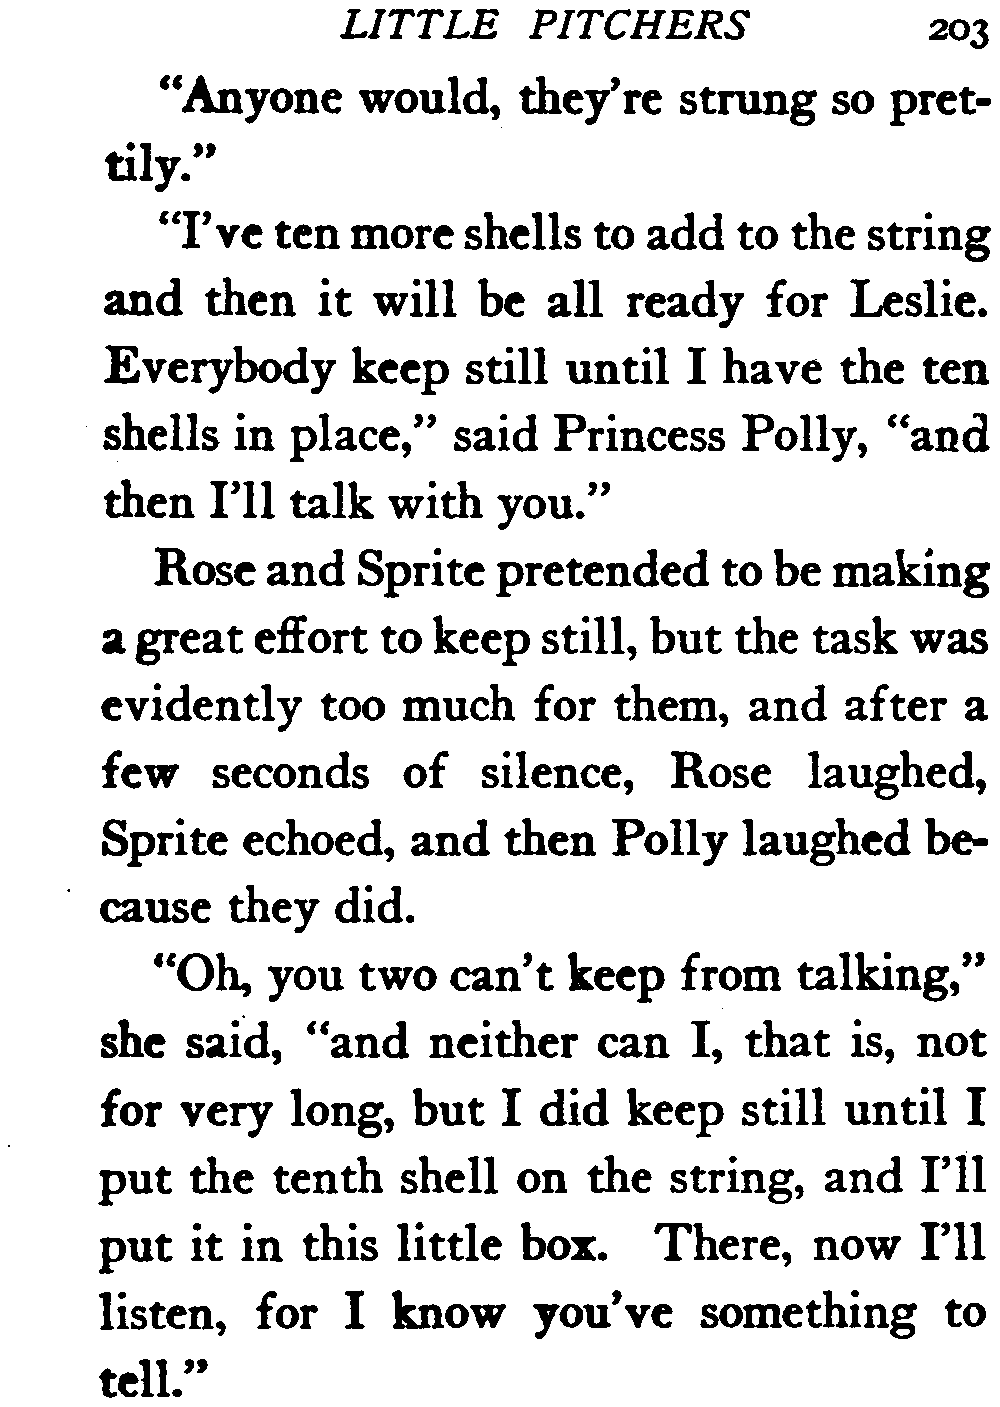 LITTLE PITCHERS 203
“Anyone would, they’re strung so pret-
tily.”
“I’ve ten more shells to add to the string
and then it will be all ready for Leslie.
Everybody keep still until I have the ten
shells in place,” said Princess Polly, “and
then I’ll talk with you.”
Rose and Sprite pretended to be making
a great effort to keep still, but the task was
evidently too much for them, and after a
few seconds of silence, Rose laughed,
Sprite echoed, and then Polly laughed be-
cause they did.
“Oh, you two can’t keep from talking,”
she said, “and neither can I, that is, not
for very long, but I did keep still until I
put the tenth shell on the string, and I’ll
put it in this little box. There, now I’ll
listen, for I know you’ve something to
tell.”